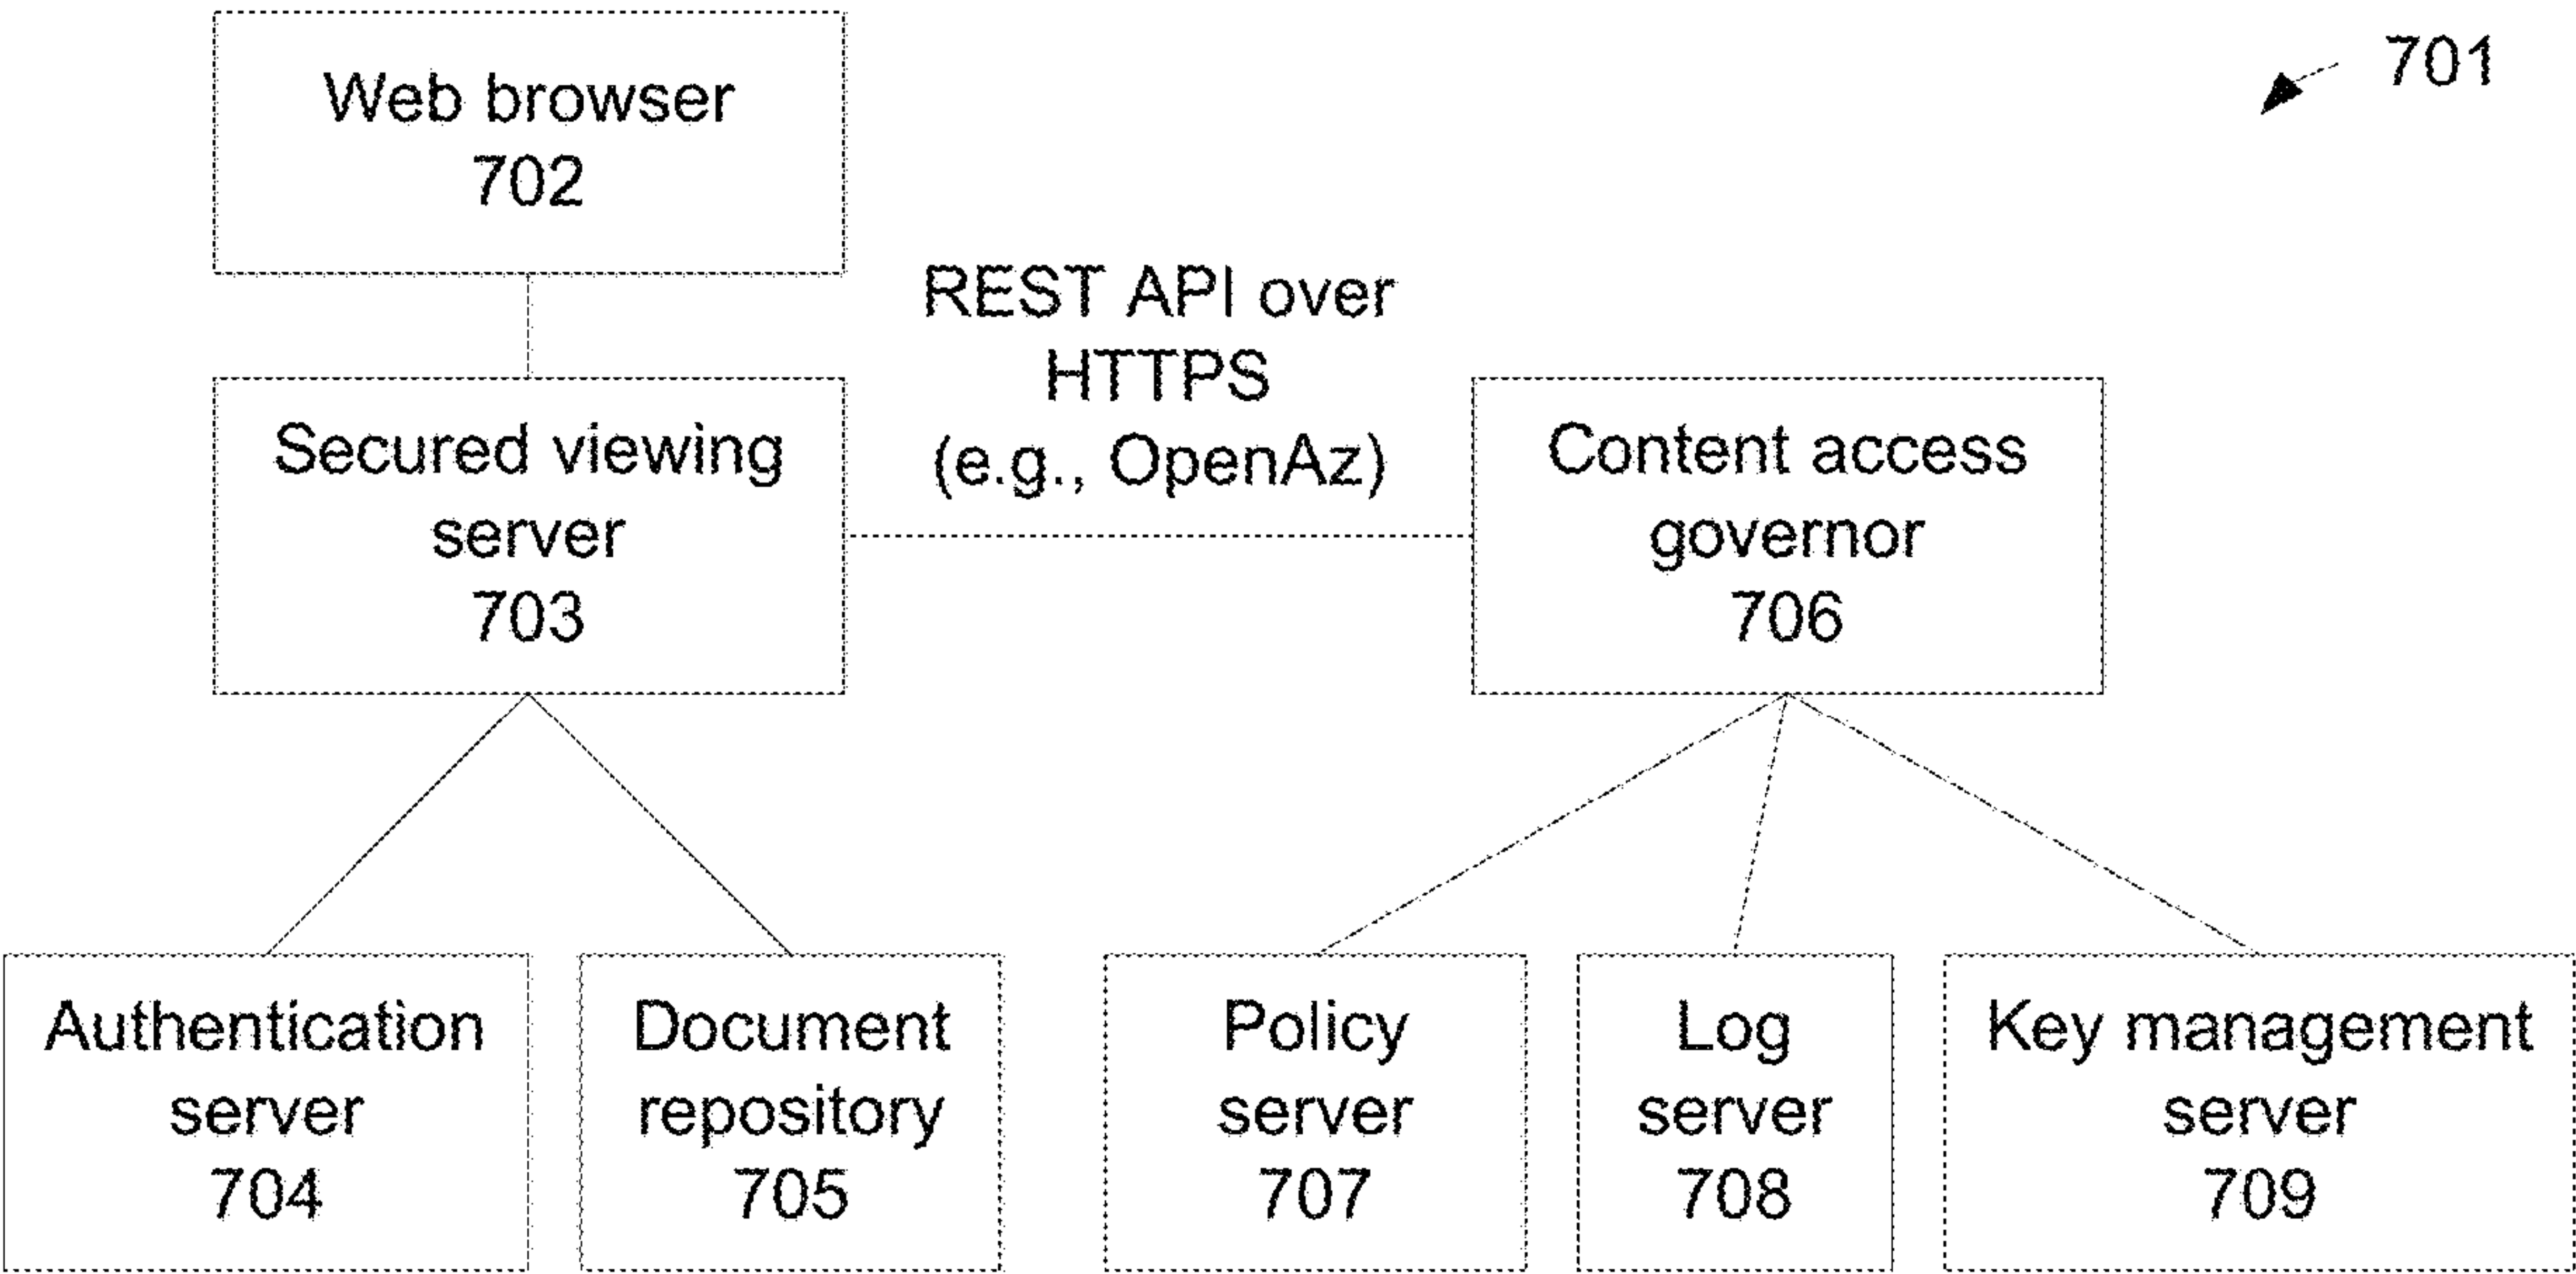 701
Web browser
702
REST API over
HTTPS
(e.g., OpenAz)
Secured viewing
server
703
Content access
governor
706
Authentication
server
704
Document
repository
705
Policy
server
707
Log
server
708
Key management
server
709